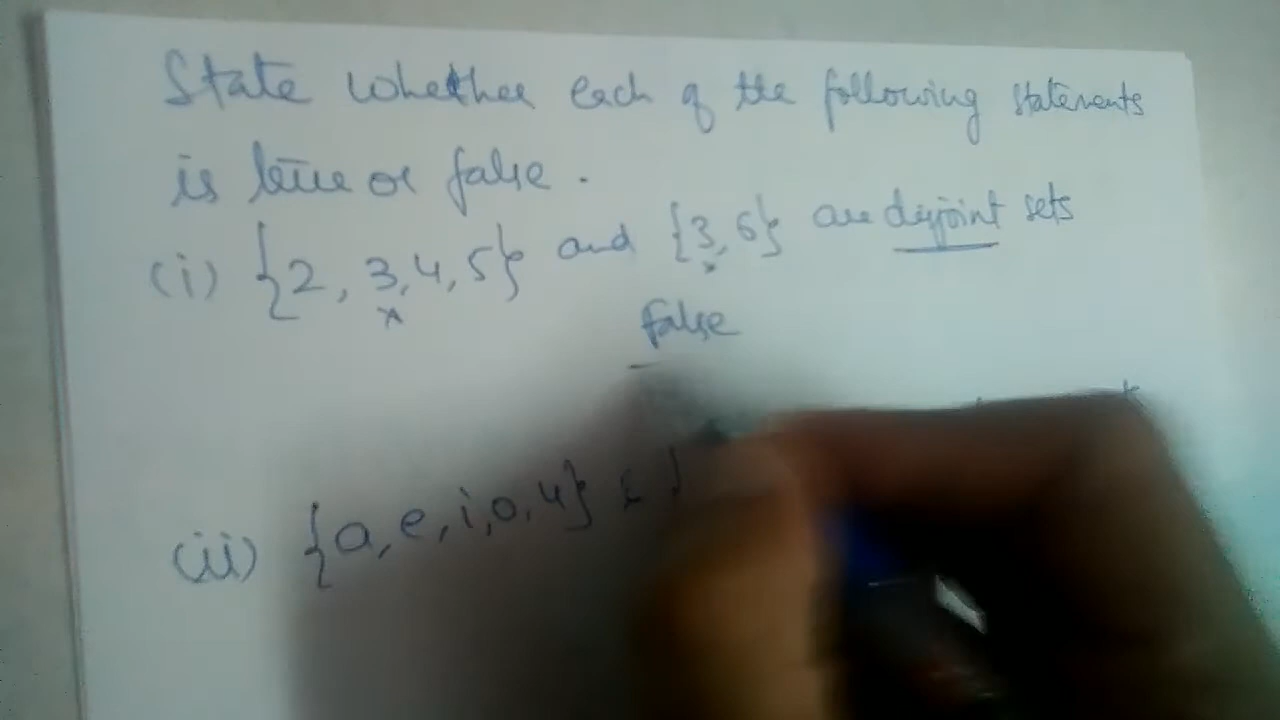 State whether each of the following statements
is true or false.
(i) {2, 3, 4, 5} and {3, 6} are disjoint sets
False
(ii) {a, e, i, o, u}